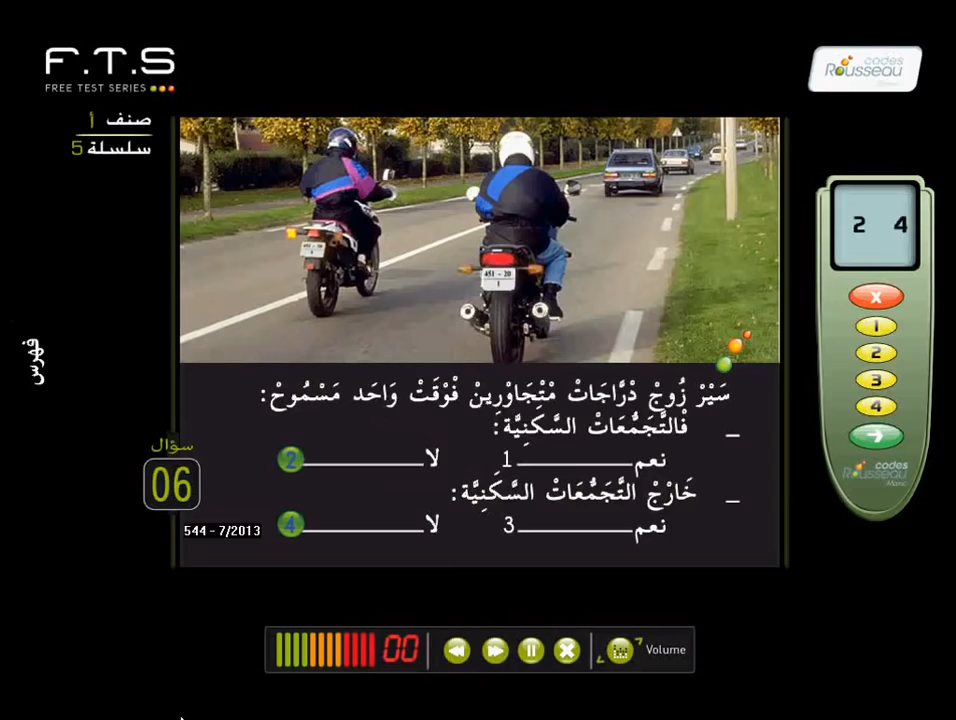 F.T.S
FREE TEST SERIES
codes
Rousseau
Maroc
صنف 1
سلسلة 5
2 4
X
1
2
3
4
codes
Rousseau
Maroc
فهرس
سَيْرْ زُوجْ دْرَّاجَاتْ مْتْجَاوْرِينْ فْوَقْتْ وَاحَد مَسْمُوحْ:
_ فْالتَّجَمُّعَاتْ السَّكَنِيَّة:
نعم 1 لا 2
_ خَارْجْ التَّجَمُّعَاتْ السَّكَنِيَّة:
نعم 3 لا 4
سؤال
06
544 - 7/2013
00
Volume